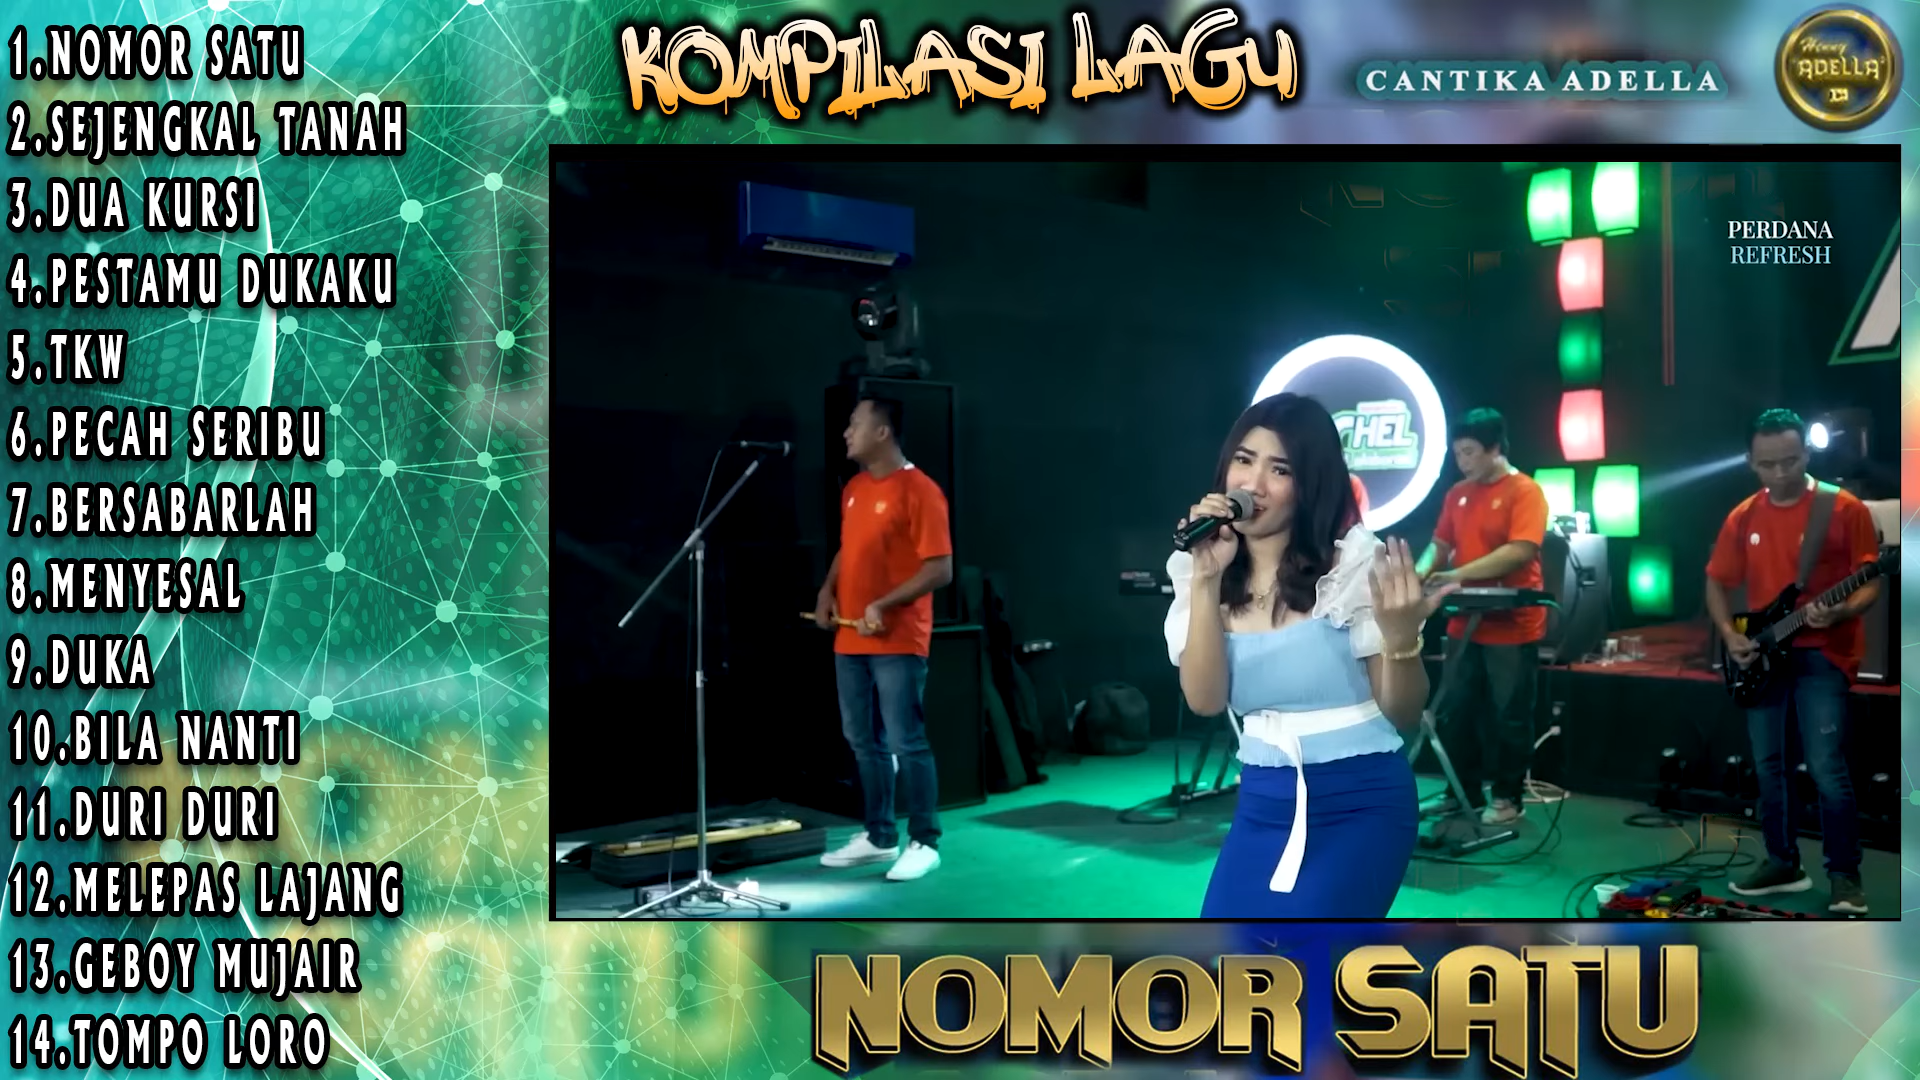 KOMPILASI LAGU
CANTIKA ADELLA
Henny
ADELLA
1.NOMOR SATU
2.SEJENGKAL TANAH
3.DUA KURSI
4.PESTAMU DUKAKU
5.TKW
6.PECAH SERIBU
7.BERSABARLAH
8.MENYESAL
9.DUKA
10.BILA NANTI
11.DURI DURI
12.MELEPAS LAJANG
13.GEBOY MUJAIR
14.TOMPO LORO
PERDANA
REFRESH
GHEL
NOMOR SATU